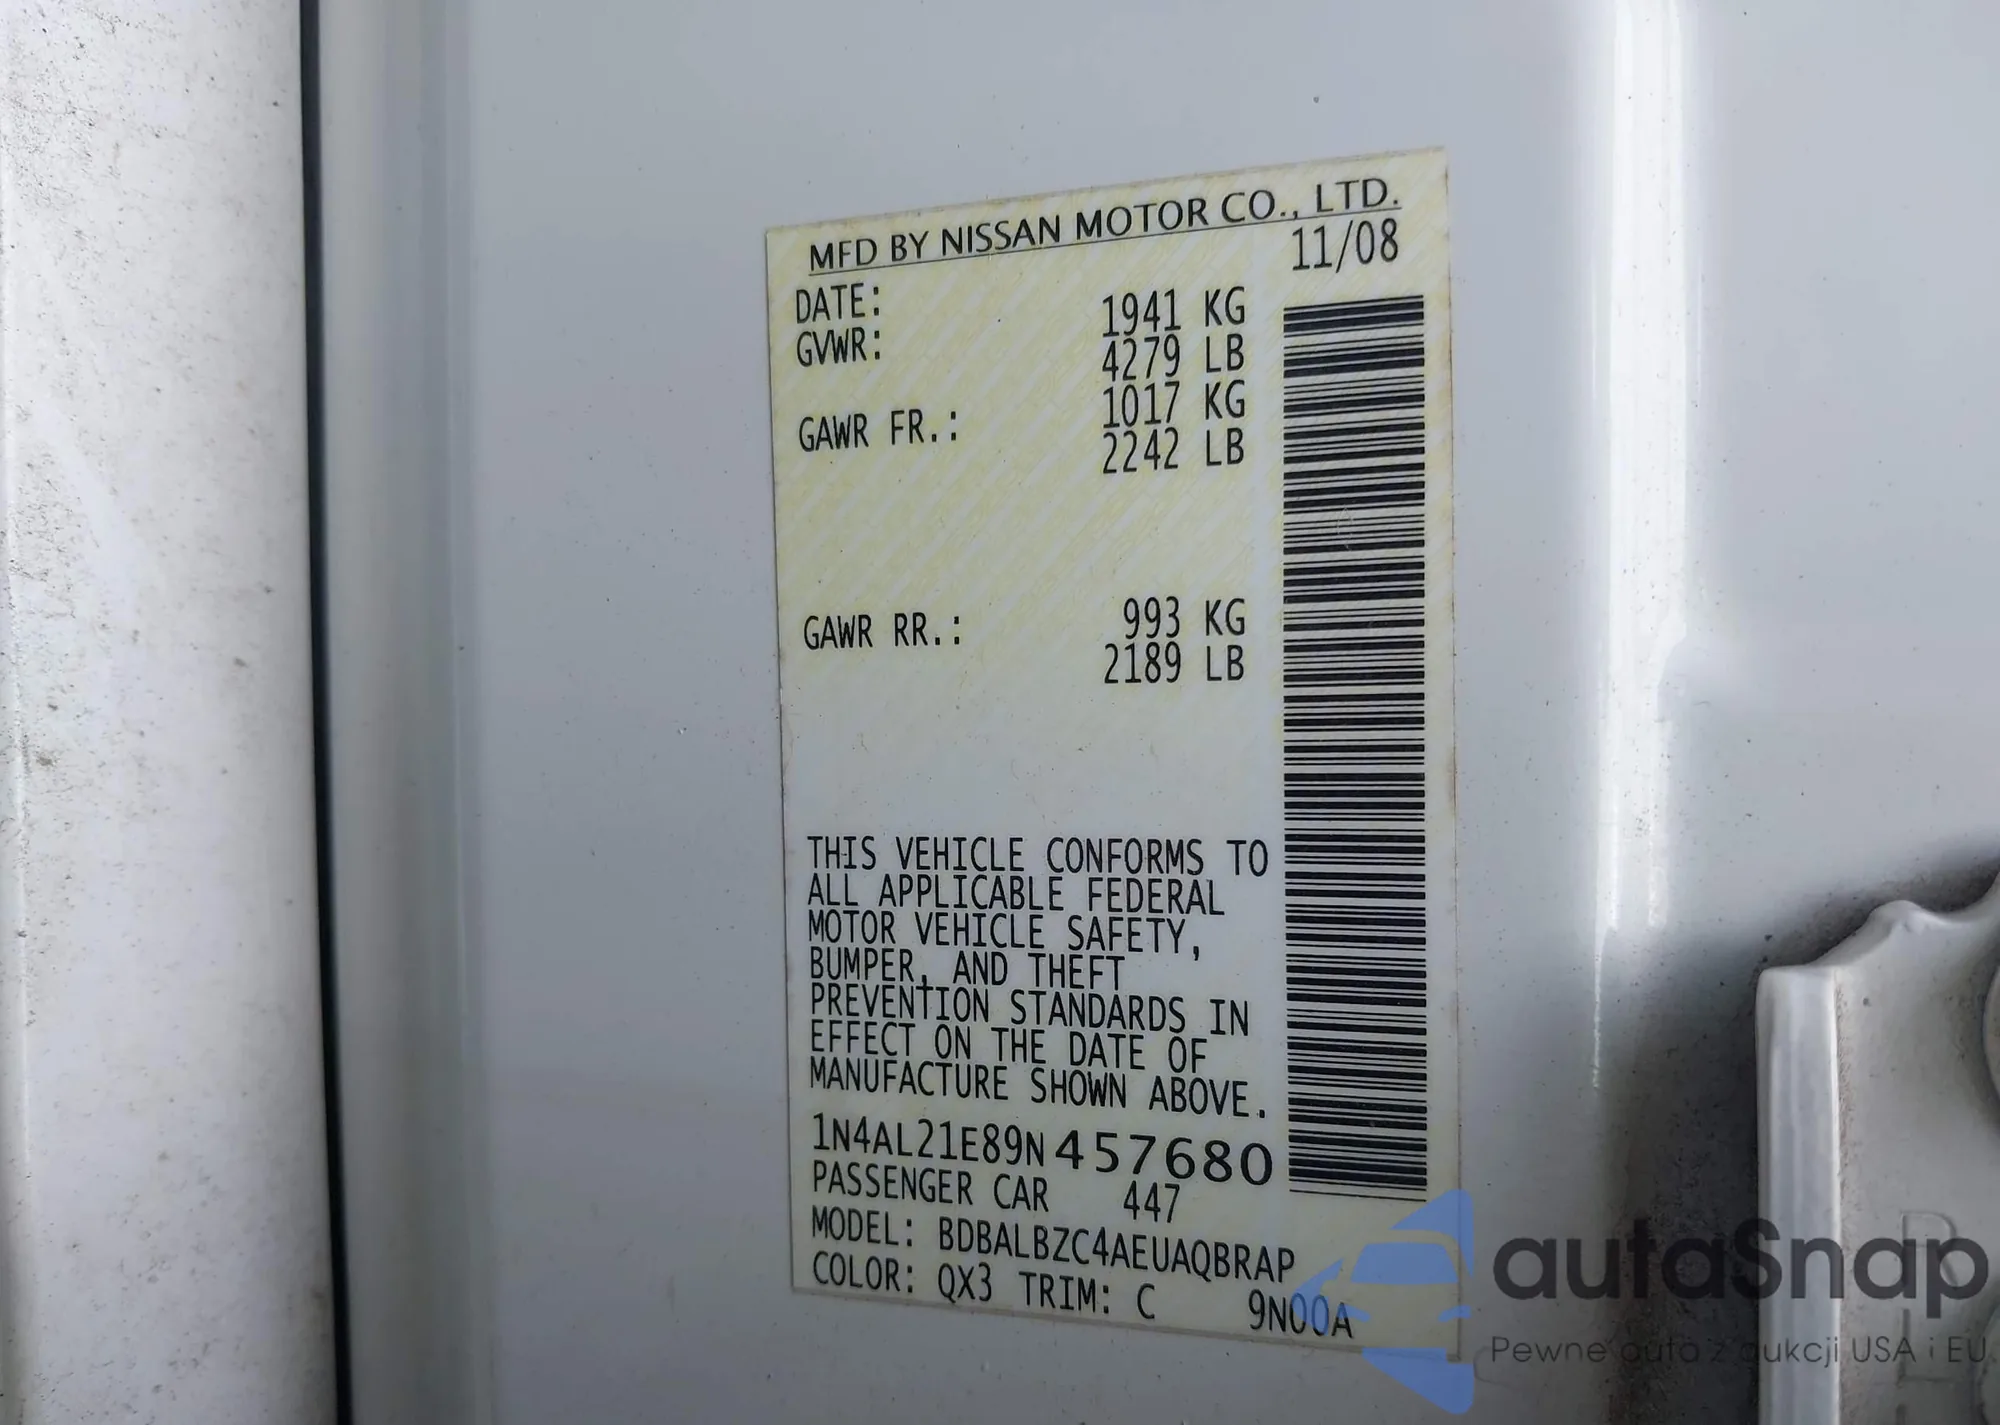 MFD BY NISSAN MOTOR CO., LTD.
DATE: 11/08
GVWR: 1941 KG
4279 LB
GAWR FR.: 1017 KG
2242 LB
GAWR RR.: 993 KG
2189 LB
THIS VEHICLE CONFORMS TO
ALL APPLICABLE FEDERAL
MOTOR VEHICLE SAFETY,
BUMPER, AND THEFT
PREVENTION STANDARDS IN
EFFECT ON THE DATE OF
MANUFACTURE SHOWN ABOVE.
1N4AL21E89N457680
PASSENGER CAR 447
MODEL: BDBALBZC4AEUAQBRAP
COLOR: QX3 TRIM: C 9N00A
autaSnap
Pewne auta z aukcji USA i EU